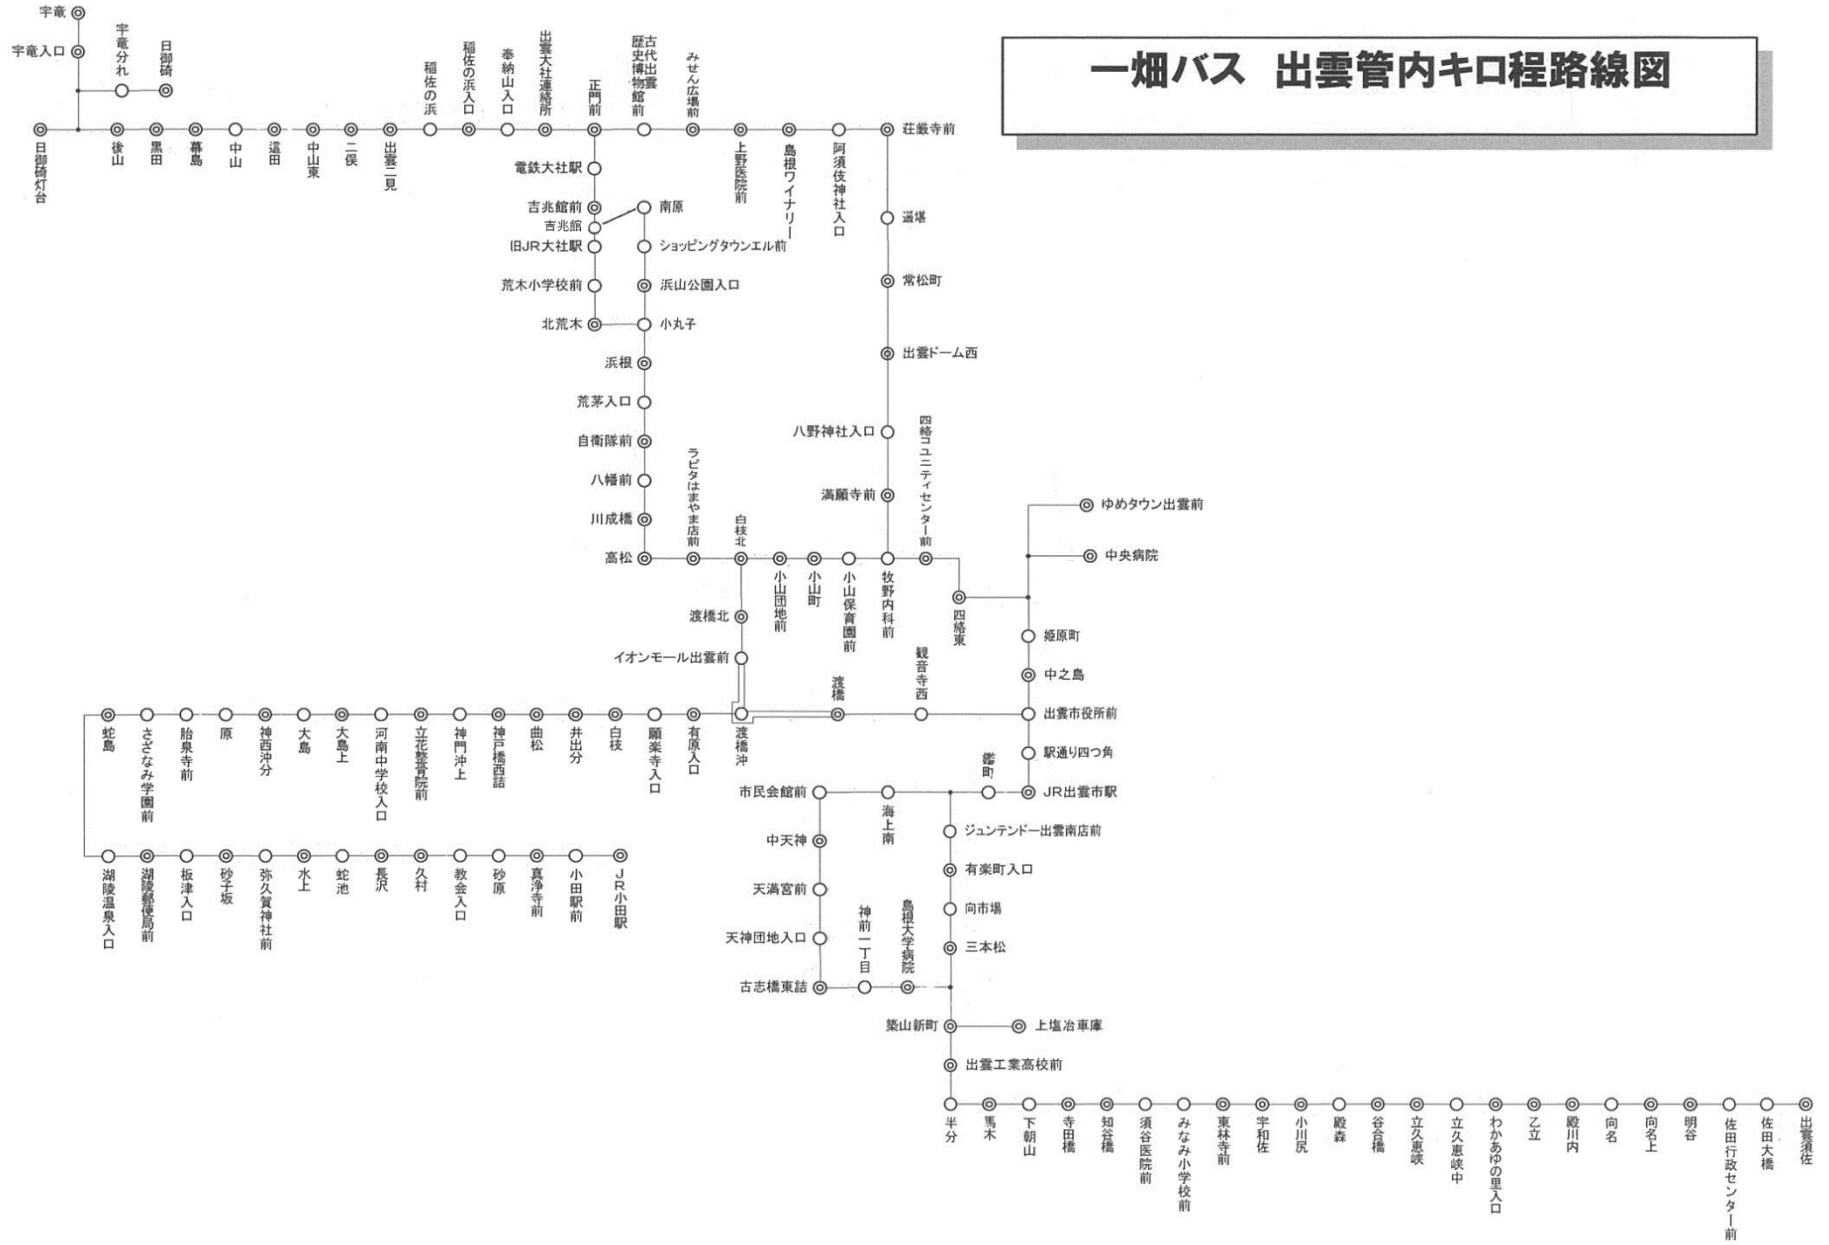 一畑バス 出雲管内キロ程路線図
宇竜
宇竜入口
宇竜分れ
日御碕
日御碕灯台
後山
黒田
幕島
中山
這田
中山東
二俣
出雲二見
稲佐の浜
稲佐の浜入口
奉納山入口
出雲大社連絡所
正門前
古代出雲
歴史博物館前
みせん広場前
上野医院前
島根ワイナリー
阿須伎神社入口
荘厳寺前
電鉄大社駅
吉兆館前
吉兆館
旧JR大社駅
荒木小学校前
北荒木
南原
ショッピングタウンエル前
浜山公園入口
小丸子
浜根
荒茅入口
自衛隊前
八幡前
川成橋
高松
遥堪
常松町
出雲ドーム西
八野神社入口
満願寺前
ラピタはまやま店前
白枝北
小山団地前
小山町
小山保育園前
牧野内科前
四絡コユニティセンター前
四絡東
ゆめタウン出雲前
中央病院
姫原町
中之島
出雲市役所前
駅通り四つ角
JR出雲市駅
渡橋北
イオンモール出雲前
渡橋
観音寺西
蛇島
さざなみ学園前
胎泉寺前
原
神西沖分
大島
大島上
河南中学校入口
立花整骨院前
神門沖上
神戸橋西詰
曲松
井出分
白枝
願楽寺入口
有原入口
渡橋沖
湖陵温泉入口
湖陵郵便局前
板津入口
砂子坂
弥久賀神社前
水上
蛇池
長沢
久村
教会入口
砂原
真浄寺前
小田駅前
JR小田駅
市民会館前
海上南
鑓町
中天神
天満宮前
天神団地入口
古志橋東詰
神前一丁目
島根大学病院
ジュンテンドー出雲南店前
有楽町入口
向市場
三本松
築山新町
上塩冶車庫
出雲工業高校前
半分
馬木
下朝山
寺田橋
知谷橋
須谷医院前
みなみ小学校前
東林寺前
宇和佐
小川尻
殿森
谷合橋
立久恵峡
立久恵峡中
わかあゆの里入口
乙立
殿川内
向名
向名上
明谷
佐田行政センター前
佐田大橋
出雲須佐